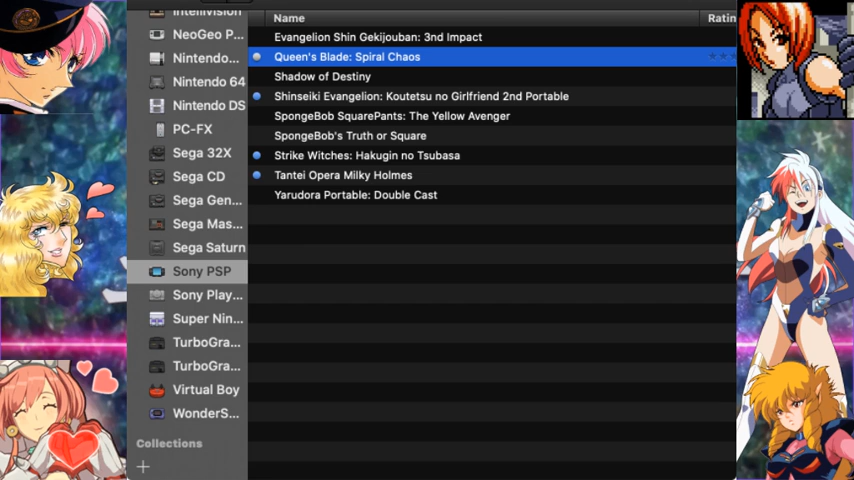 Intellivision
NeoGeo P...
Nintendo...
Nintendo 64
Nintendo DS
PC-FX
Sega 32X
Sega CD
Sega Gen...
Sega Mas...
Sega Saturn
Sony PSP
Sony Play...
Super Nin...
TurboGra...
TurboGra...
Virtual Boy
WonderS...
Collections
+
Name
Ratin
Evangelion Shin Gekijouban: 3nd Impact
Queen's Blade: Spiral Chaos
Shadow of Destiny
Shinseiki Evangelion: Koutetsu no Girlfriend 2nd Portable
SpongeBob SquarePants: The Yellow Avenger
SpongeBob's Truth or Square
Strike Witches: Hakugin no Tsubasa
Tantei Opera Milky Holmes
Yarudora Portable: Double Cast